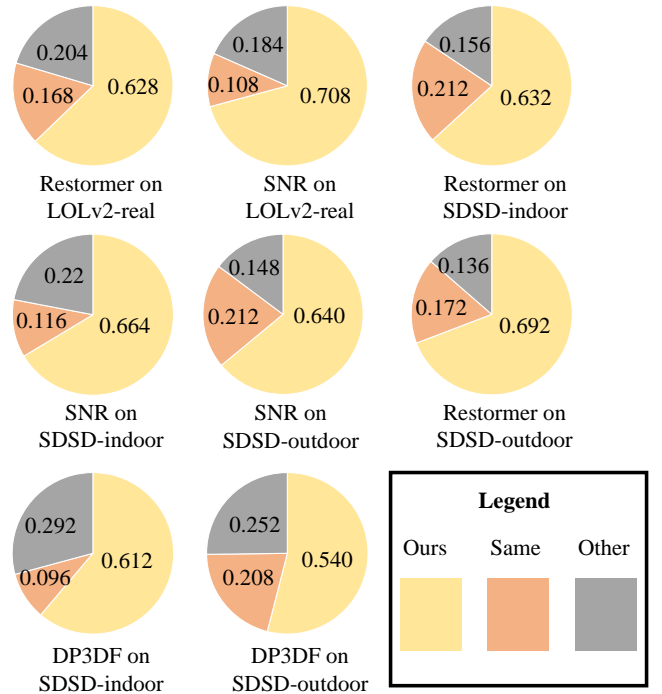 0.204
0.168
0.628
Restormer on
LOLv2-real
0.184
0.108
0.708
SNR on
LOLv2-real
0.156
0.212
0.632
Restormer on
SDSD-indoor
0.22
0.116
0.664
SNR on
SDSD-indoor
0.148
0.212
0.640
SNR on
SDSD-outdoor
0.136
0.172
0.692
Restormer on
SDSD-outdoor
0.292
0.096
0.612
DP3DF on
SDSD-indoor
0.252
0.208
0.540
DP3DF on
SDSD-outdoor
Legend
Ours Same Other